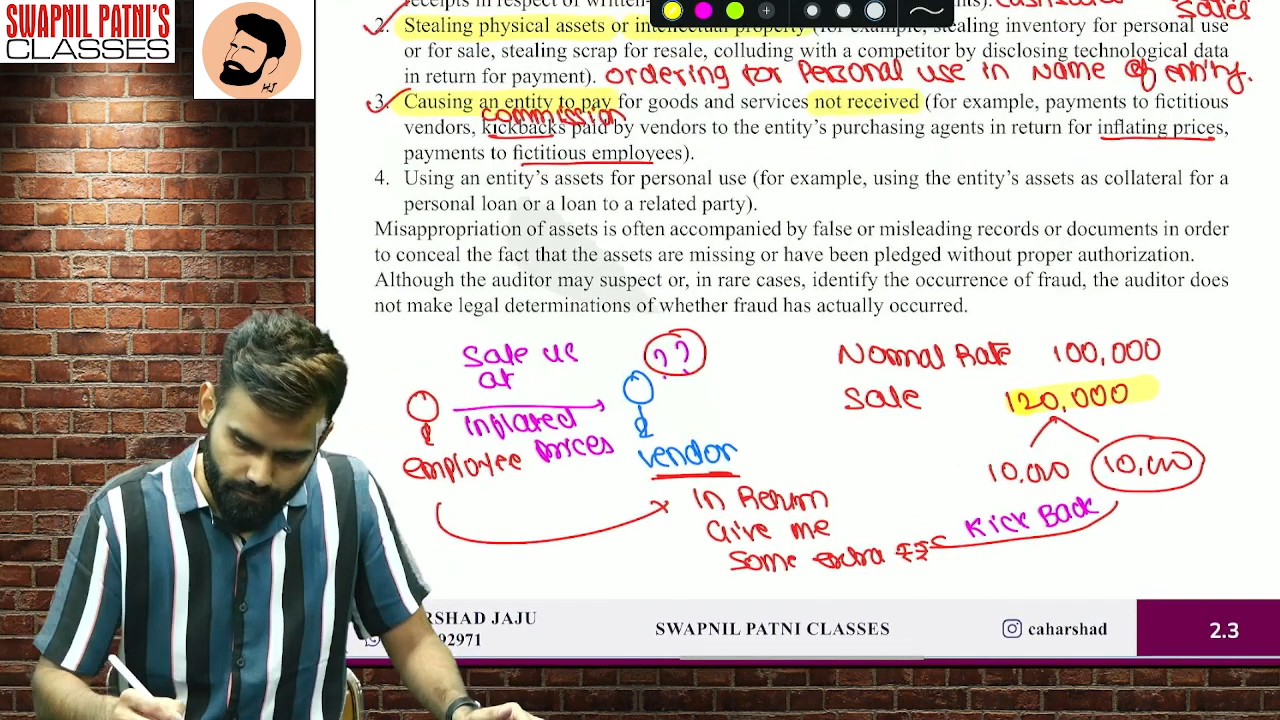 SWAPNIL PATNI'S
CLASSES
HJ
receipts in respect of written-
sales
2. Stealing physical assets or intellectual property (for example, stealing inventory for personal use
or for sale, stealing scrap for resale, colluding with a competitor by disclosing technological data
in return for payment). Ordering for Personal use in Name of entity.
3. Causing an entity to pay for goods and services not received (for example, payments to fictitious
commission
vendors, kickbacks paid by vendors to the entity's purchasing agents in return for inflating prices,
payments to fictitious employees).
4. Using an entity's assets for personal use (for example, using the entity's assets as collateral for a
personal loan or a loan to a related party).
Misappropriation of assets is often accompanied by false or misleading records or documents in order
to conceal the fact that the assets are missing or have been pledged without proper authorization.
Although the auditor may suspect or, in rare cases, identify the occurrence of fraud, the auditor does
not make legal determinations of whether fraud has actually occurred.
Sale us
at
inflated
prices
employee
??
vendor
In Return
Give me
Some extra ₹₹
Normal Rate 100,000
Sale 120,000
10,000 10,000
Kick Back
RSHAD JAJU
92971
SWAPNIL PATNI CLASSES
caharshad
2.3